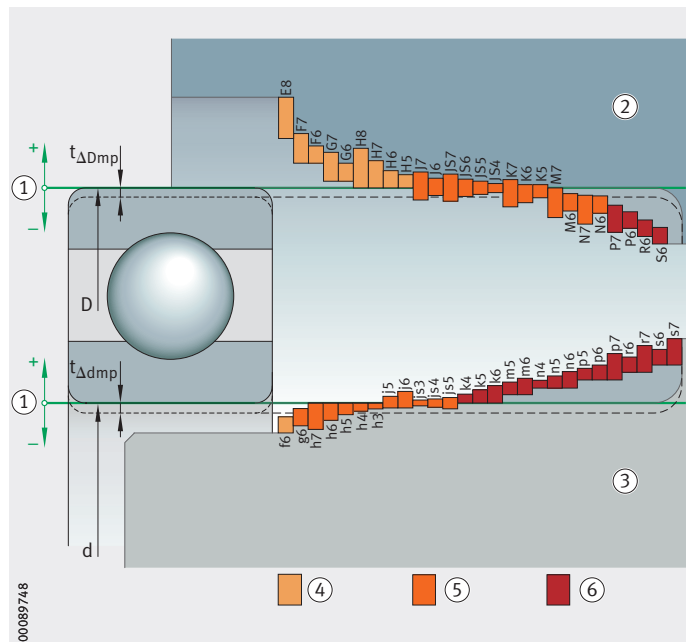 E8
F7
F6
G7
G6
H8
H7
H6
H5
J7
J6
JS7
JS6
JS5
JS4
K7
K6
K5
M7
M6
N7
N6
P7
P6
R6
S6
2
+
t∆Dmp
1
−
D
t∆dmp
+
1
−
d
f6
g6
h7
h6
h5
h4
h3
j5
j6
js3
js4
js5
k4
k5
k6
m5
m6
n4
n5
n6
p5
p6
p7
r6
r7
s6
s7
3
4
5
6
00089748